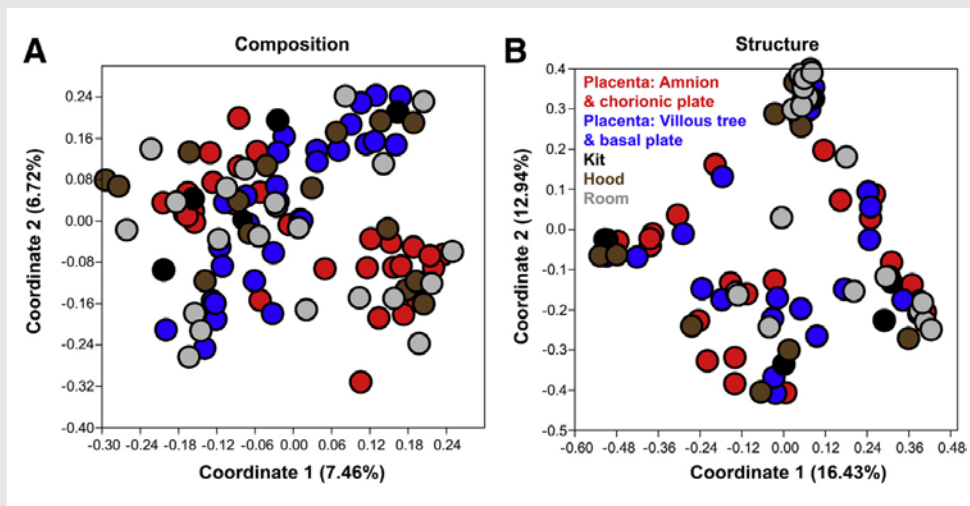 A
Composition
0.24
0.16
0.08
0.00
-0.08
-0.16
-0.24
-0.32
-0.40
-0.30 -0.24 -0.18 -0.12 -0.06 0.00 0.06 0.12 0.18 0.24
Coordinate 1 (7.46%)
Coordinate 2 (6.72%)
B
Structure
0.4
0.3
0.2
0.1
0.0
-0.1
-0.2
-0.3
-0.4
-0.5
-0.60 -0.48 -0.36 -0.24 -0.12 0.00 0.12 0.24 0.36 0.48
Coordinate 1 (16.43%)
Coordinate 2 (12.94%)
Placenta: Amnion
& chorionic plate
Placenta: Villous tree
& basal plate
Kit
Hood
Room